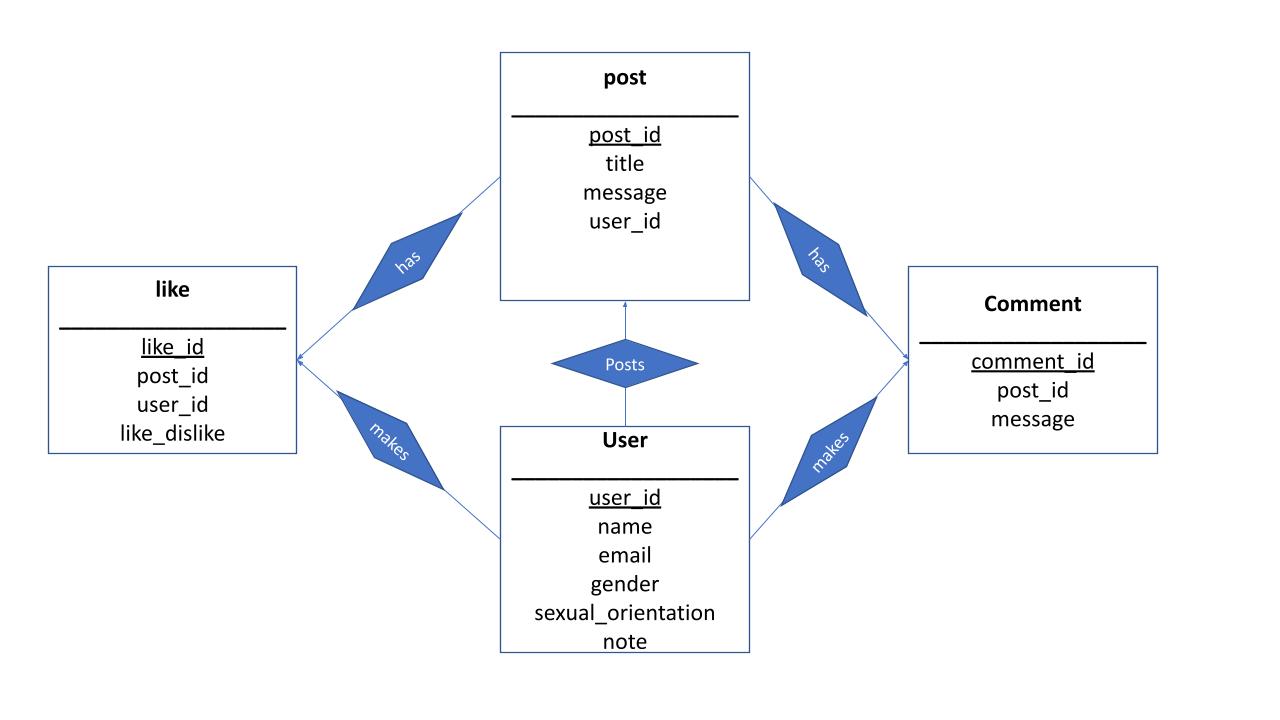 post
post_id
title
message
user_id
has
has
like
like_id
post_id
user_id
like_dislike
Comment
comment_id
post_id
message
Posts
makes
makes
User
user_id
name
email
gender
sexual_orientation
note